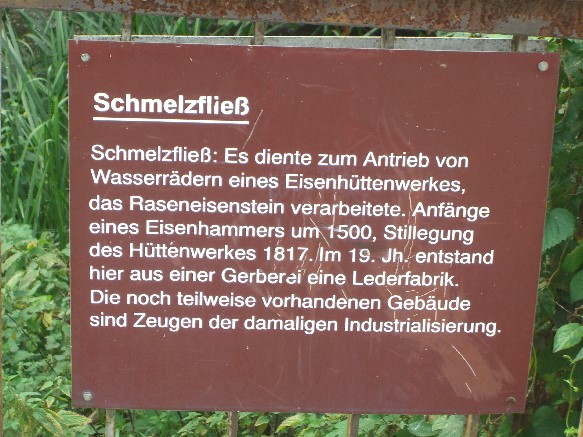 Schmelzfließ
Schmelzfließ: Es diente zum Antrieb von
Wasserrädern eines Eisenhüttenwerkes,
das Raseneisenstein verarbeitete. Anfänge
eines Eisenhammers um 1500, Stillegung
des Hüttenwerkes 1817. Im 19. Jh. entstand
hier aus einer Gerberei eine Lederfabrik.
Die noch teilweise vorhandenen Gebäude
sind Zeugen der damaligen Industrialisierung.